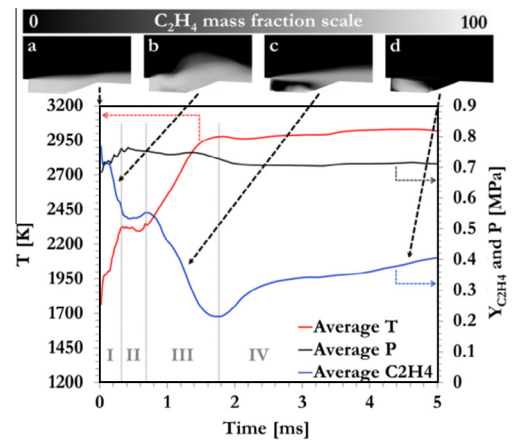 0 C₂H₄ mass fraction scale 100
a b c d
3200
2950
2700
2450
2200
1950
1700
1450
1200
T [K]
0.9
0.8
0.7
0.6
0.5
0.4
0.3
0.2
0.1
0
Y_C2H4 and P [MPa]
I II III IV
Average T
Average P
Average C2H4
0 1 2 3 4 5
Time [ms]